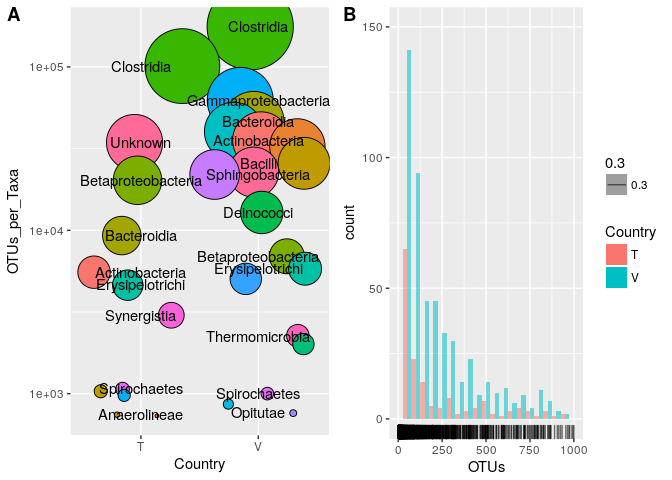 A
OTUs_per_Taxa
1e+05
1e+04
1e+03
Clostridia
Clostridia
Gammaproteobacteria
Bacteroidia
Unknown
Actinobacteria
Bacilli
Sphingobacteria
Betaproteobacteria
Deinococci
Bacteroidia
Betaproteobacteria
Erysipelotrichi
Actinobacteria
Erysipelotrichi
Synergistia
Thermomicrobia
Spirochaetes
Spirochaetes
Anaerolineae
Opitutae
T
V
Country
B
count
150
100
50
0
0
250
500
750
1000
OTUs
0.3
0.3
Country
T
V